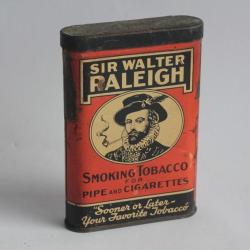 SIR WALTER
RALEIGH
SMOKING TOBACCO
FOR
PIPE AND CIGARETTES
"Sooner or Later-
Your Favorite Tobacco"